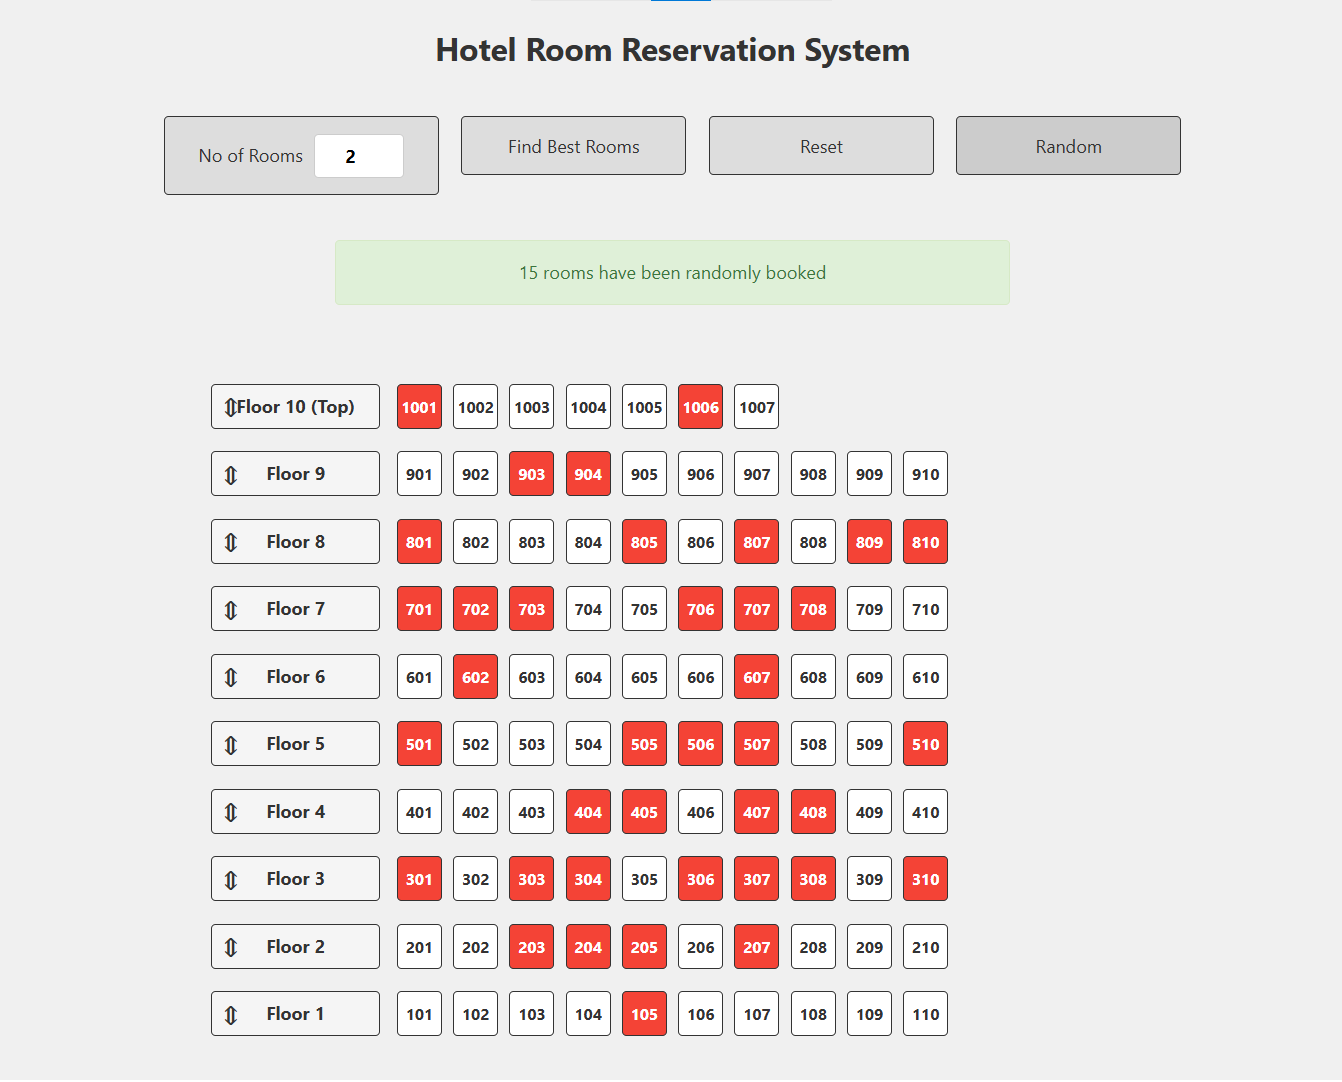 Hotel Room Reservation System
No of Rooms 2 Find Best Rooms Reset Random
15 rooms have been randomly booked
⇕Floor 10 (Top) 1001 1002 1003 1004 1005 1006 1007
⇕ Floor 9 901 902 903 904 905 906 907 908 909 910
⇕ Floor 8 801 802 803 804 805 806 807 808 809 810
⇕ Floor 7 701 702 703 704 705 706 707 708 709 710
⇕ Floor 6 601 602 603 604 605 606 607 608 609 610
⇕ Floor 5 501 502 503 504 505 506 507 508 509 510
⇕ Floor 4 401 402 403 404 405 406 407 408 409 410
⇕ Floor 3 301 302 303 304 305 306 307 308 309 310
⇕ Floor 2 201 202 203 204 205 206 207 208 209 210
⇕ Floor 1 101 102 103 104 105 106 107 108 109 110